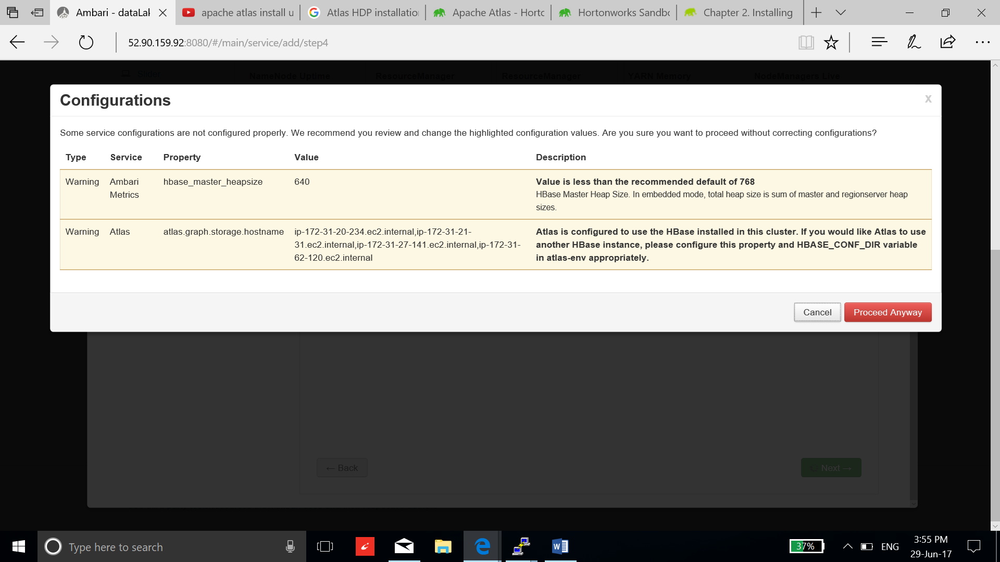 Ambari - dataLal
apache atlas install u
Atlas HDP installation
Apache Atlas - Hortc
Hortonworks Sandbo
Chapter 2. Installing
52.90.159.92:8080/#/main/service/add/step4
Slider
NameNode Uptime
ResourceManager
ResourceManager
YARN Memory
NodeManagers Live
Configurations
x
Some service configurations are not configured properly. We recommend you review and change the highlighted configuration values. Are you sure you want to proceed without correcting configurations?
Type Service Property Value Description
Warning Ambari Metrics hbase_master_heapsize 640 Value is less than the recommended default of 768
HBase Master Heap Size. In embedded mode, total heap size is sum of master and regionserver heap
sizes.
Warning Atlas atlas.graph.storage.hostname
ip-172-31-20-234.ec2.internal,ip-172-31-21-
31.ec2.internal,ip-172-31-27-141.ec2.internal,ip-172-31-
62-120.ec2.internal
Atlas is configured to use the HBase installed in this cluster. If you would like Atlas to use
another HBase instance, please configure this property and HBASE_CONF_DIR variable
in atlas-env appropriately.
Cancel
Proceed Anyway
← Back
Next →
Type here to search
37%
ENG
3:55 PM
29-Jun-17